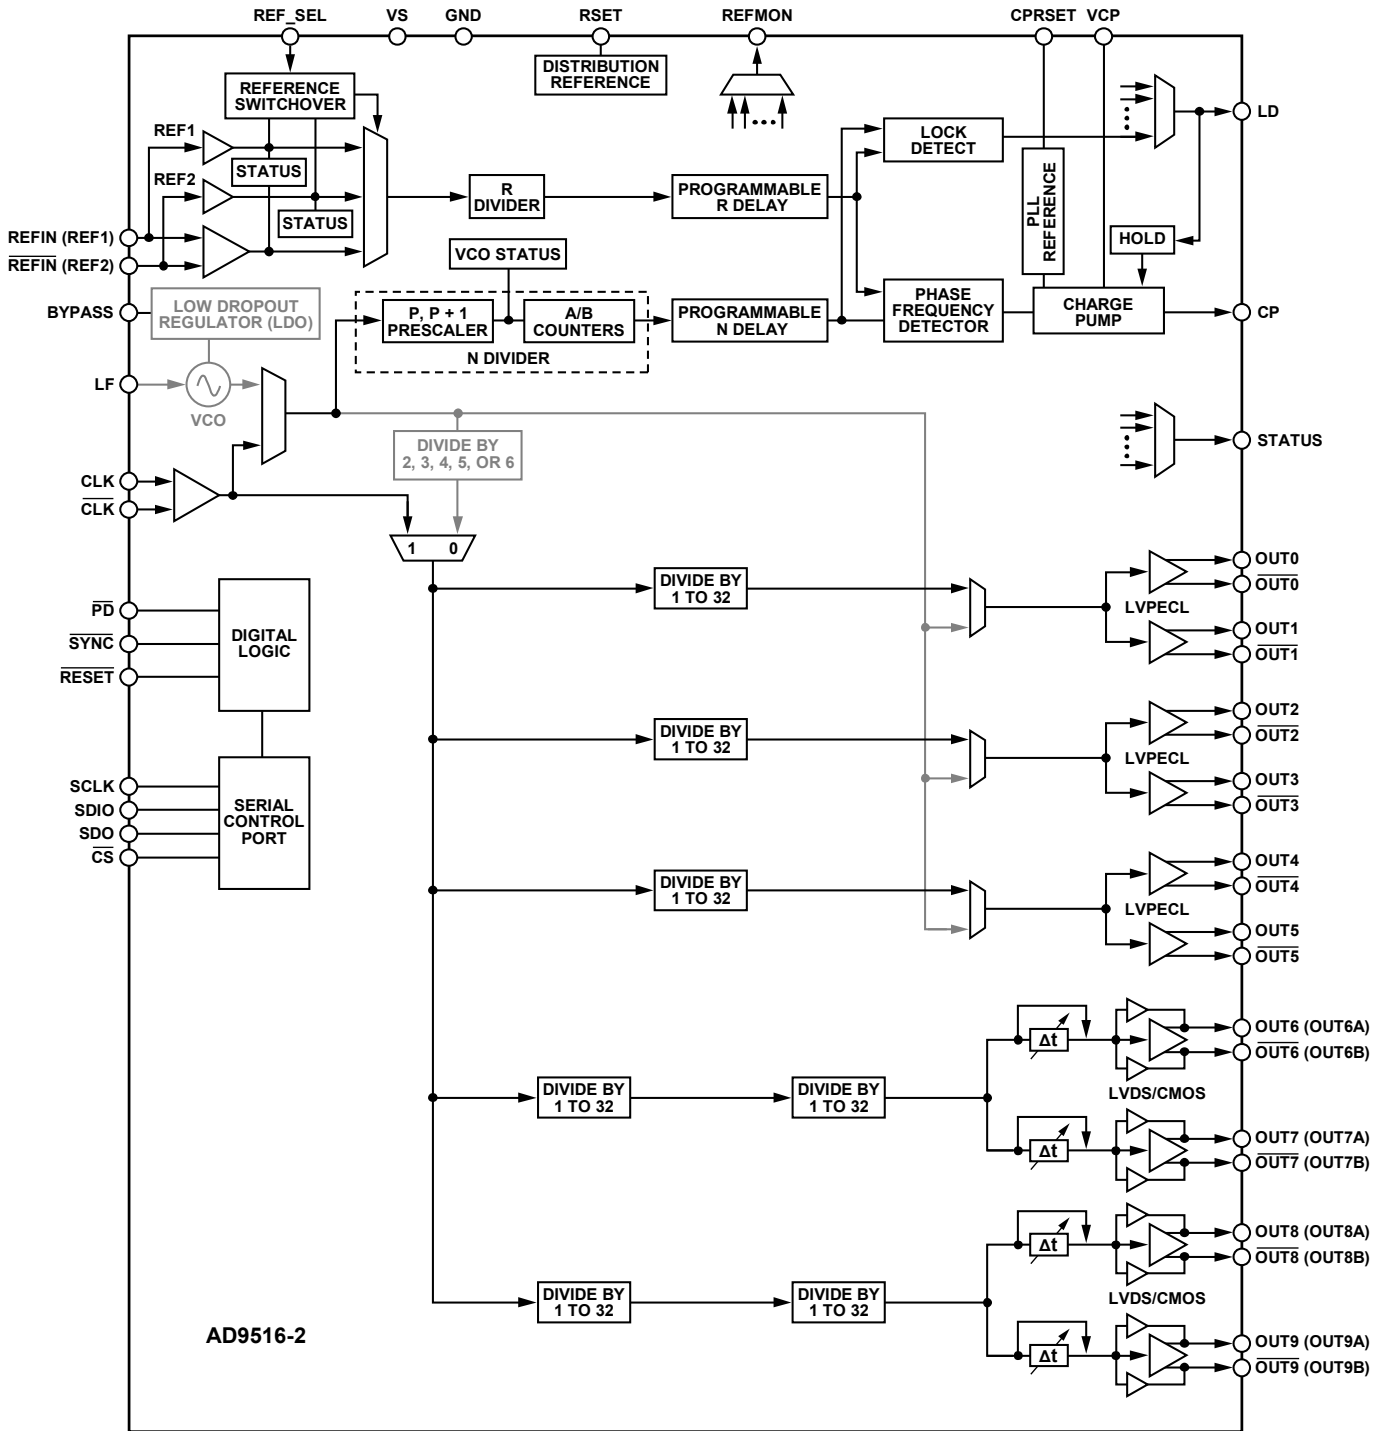 REF_SEL
VS
GND
RSET
REFMON
CPRSET
VCP
DISTRIBUTION
REFERENCE
REFERENCE
SWITCHOVER
REF1
STATUS
REF2
STATUS
REFIN (REF1)
REFIN (REF2)
R
DIVIDER
PROGRAMMABLE
R DELAY
LOCK
DETECT
PLL
REFERENCE
LD
HOLD
VCO STATUS
BYPASS
LOW DROPOUT
REGULATOR (LDO)
P, P + 1
PRESCALER
A/B
COUNTERS
N DIVIDER
PROGRAMMABLE
N DELAY
PHASE
FREQUENCY
DETECTOR
CHARGE
PUMP
CP
LF
VCO
STATUS
DIVIDE BY
2, 3, 4, 5, OR 6
CLK
CLK
1 0
PD
SYNC
RESET
DIGITAL
LOGIC
SCLK
SDIO
SDO
CS
SERIAL
CONTROL
PORT
DIVIDE BY
1 TO 32
LVPECL
OUT0
OUT0
OUT1
OUT1
DIVIDE BY
1 TO 32
LVPECL
OUT2
OUT2
OUT3
OUT3
DIVIDE BY
1 TO 32
LVPECL
OUT4
OUT4
OUT5
OUT5
DIVIDE BY
1 TO 32
DIVIDE BY
1 TO 32
Δt
Δt
LVDS/CMOS
OUT6 (OUT6A)
OUT6 (OUT6B)
OUT7 (OUT7A)
OUT7 (OUT7B)
DIVIDE BY
1 TO 32
DIVIDE BY
1 TO 32
Δt
Δt
LVDS/CMOS
OUT8 (OUT8A)
OUT8 (OUT8B)
OUT9 (OUT9A)
OUT9 (OUT9B)
AD9516-2